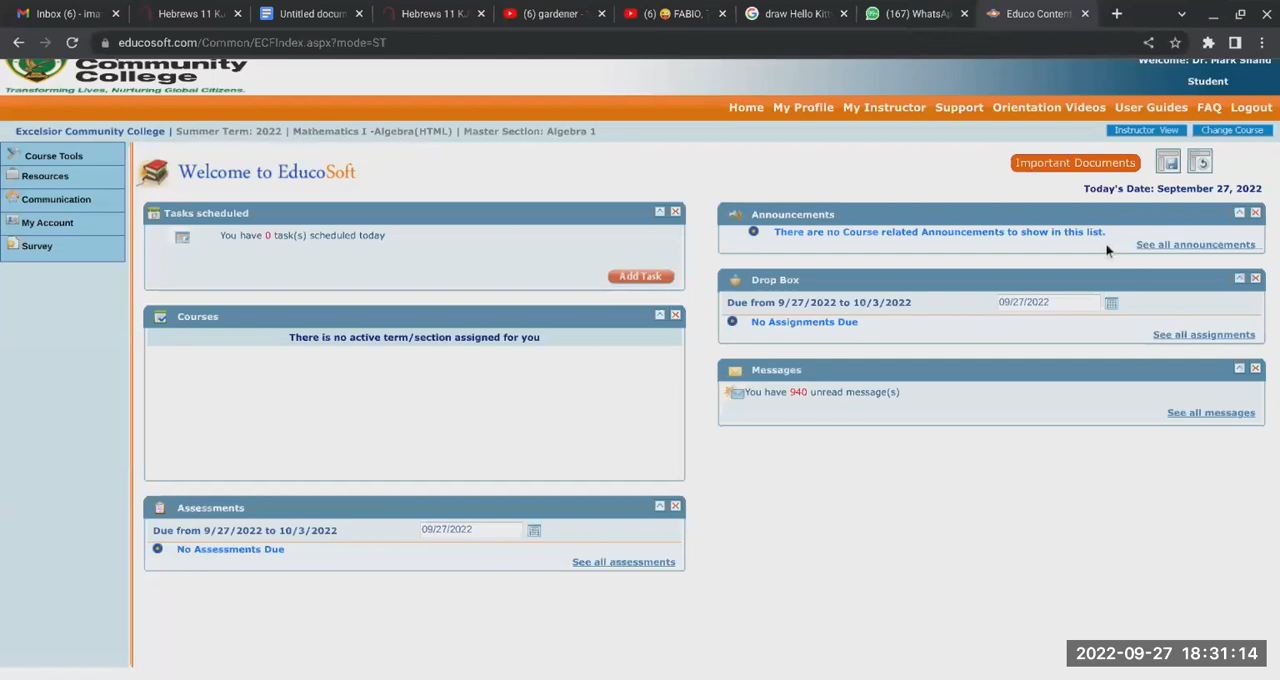 Inbox (6) - ima
Hebrews 11 KJ
Untitled docum
Hebrews 11 KJ
(6) gardener -
(6) 😜 FABIO,
draw Hello Kitt
(167) WhatsAp
Educo Content
educosoft.com/Common/ECFIndex.aspx?mode=ST
Community
College
Transforming Lives, Nurturing Global Citizens.
Welcome: Dr. Mark Shand
Student
Home My Profile My Instructor Support Orientation Videos User Guides FAQ Logout
Excelsior Community College | Summer Term: 2022 | Mathematics I -Algebra(HTML) | Master Section: Algebra 1
Instructor View Change Course
Course Tools
Resources
Communication
My Account
Survey
Welcome to EducoSoft
Important Documents
Today's Date: September 27, 2022
Tasks scheduled
You have 0 task(s) scheduled today
Add Task
Courses
There is no active term/section assigned for you
Assessments
Due from 9/27/2022 to 10/3/2022 09/27/2022
No Assessments Due
See all assessments
Announcements
There are no Course related Announcements to show in this list.
See all announcements
Drop Box
Due from 9/27/2022 to 10/3/2022 09/27/2022
No Assignments Due
See all assignments
Messages
You have 940 unread message(s)
See all messages
2022-09-27 18:31:14